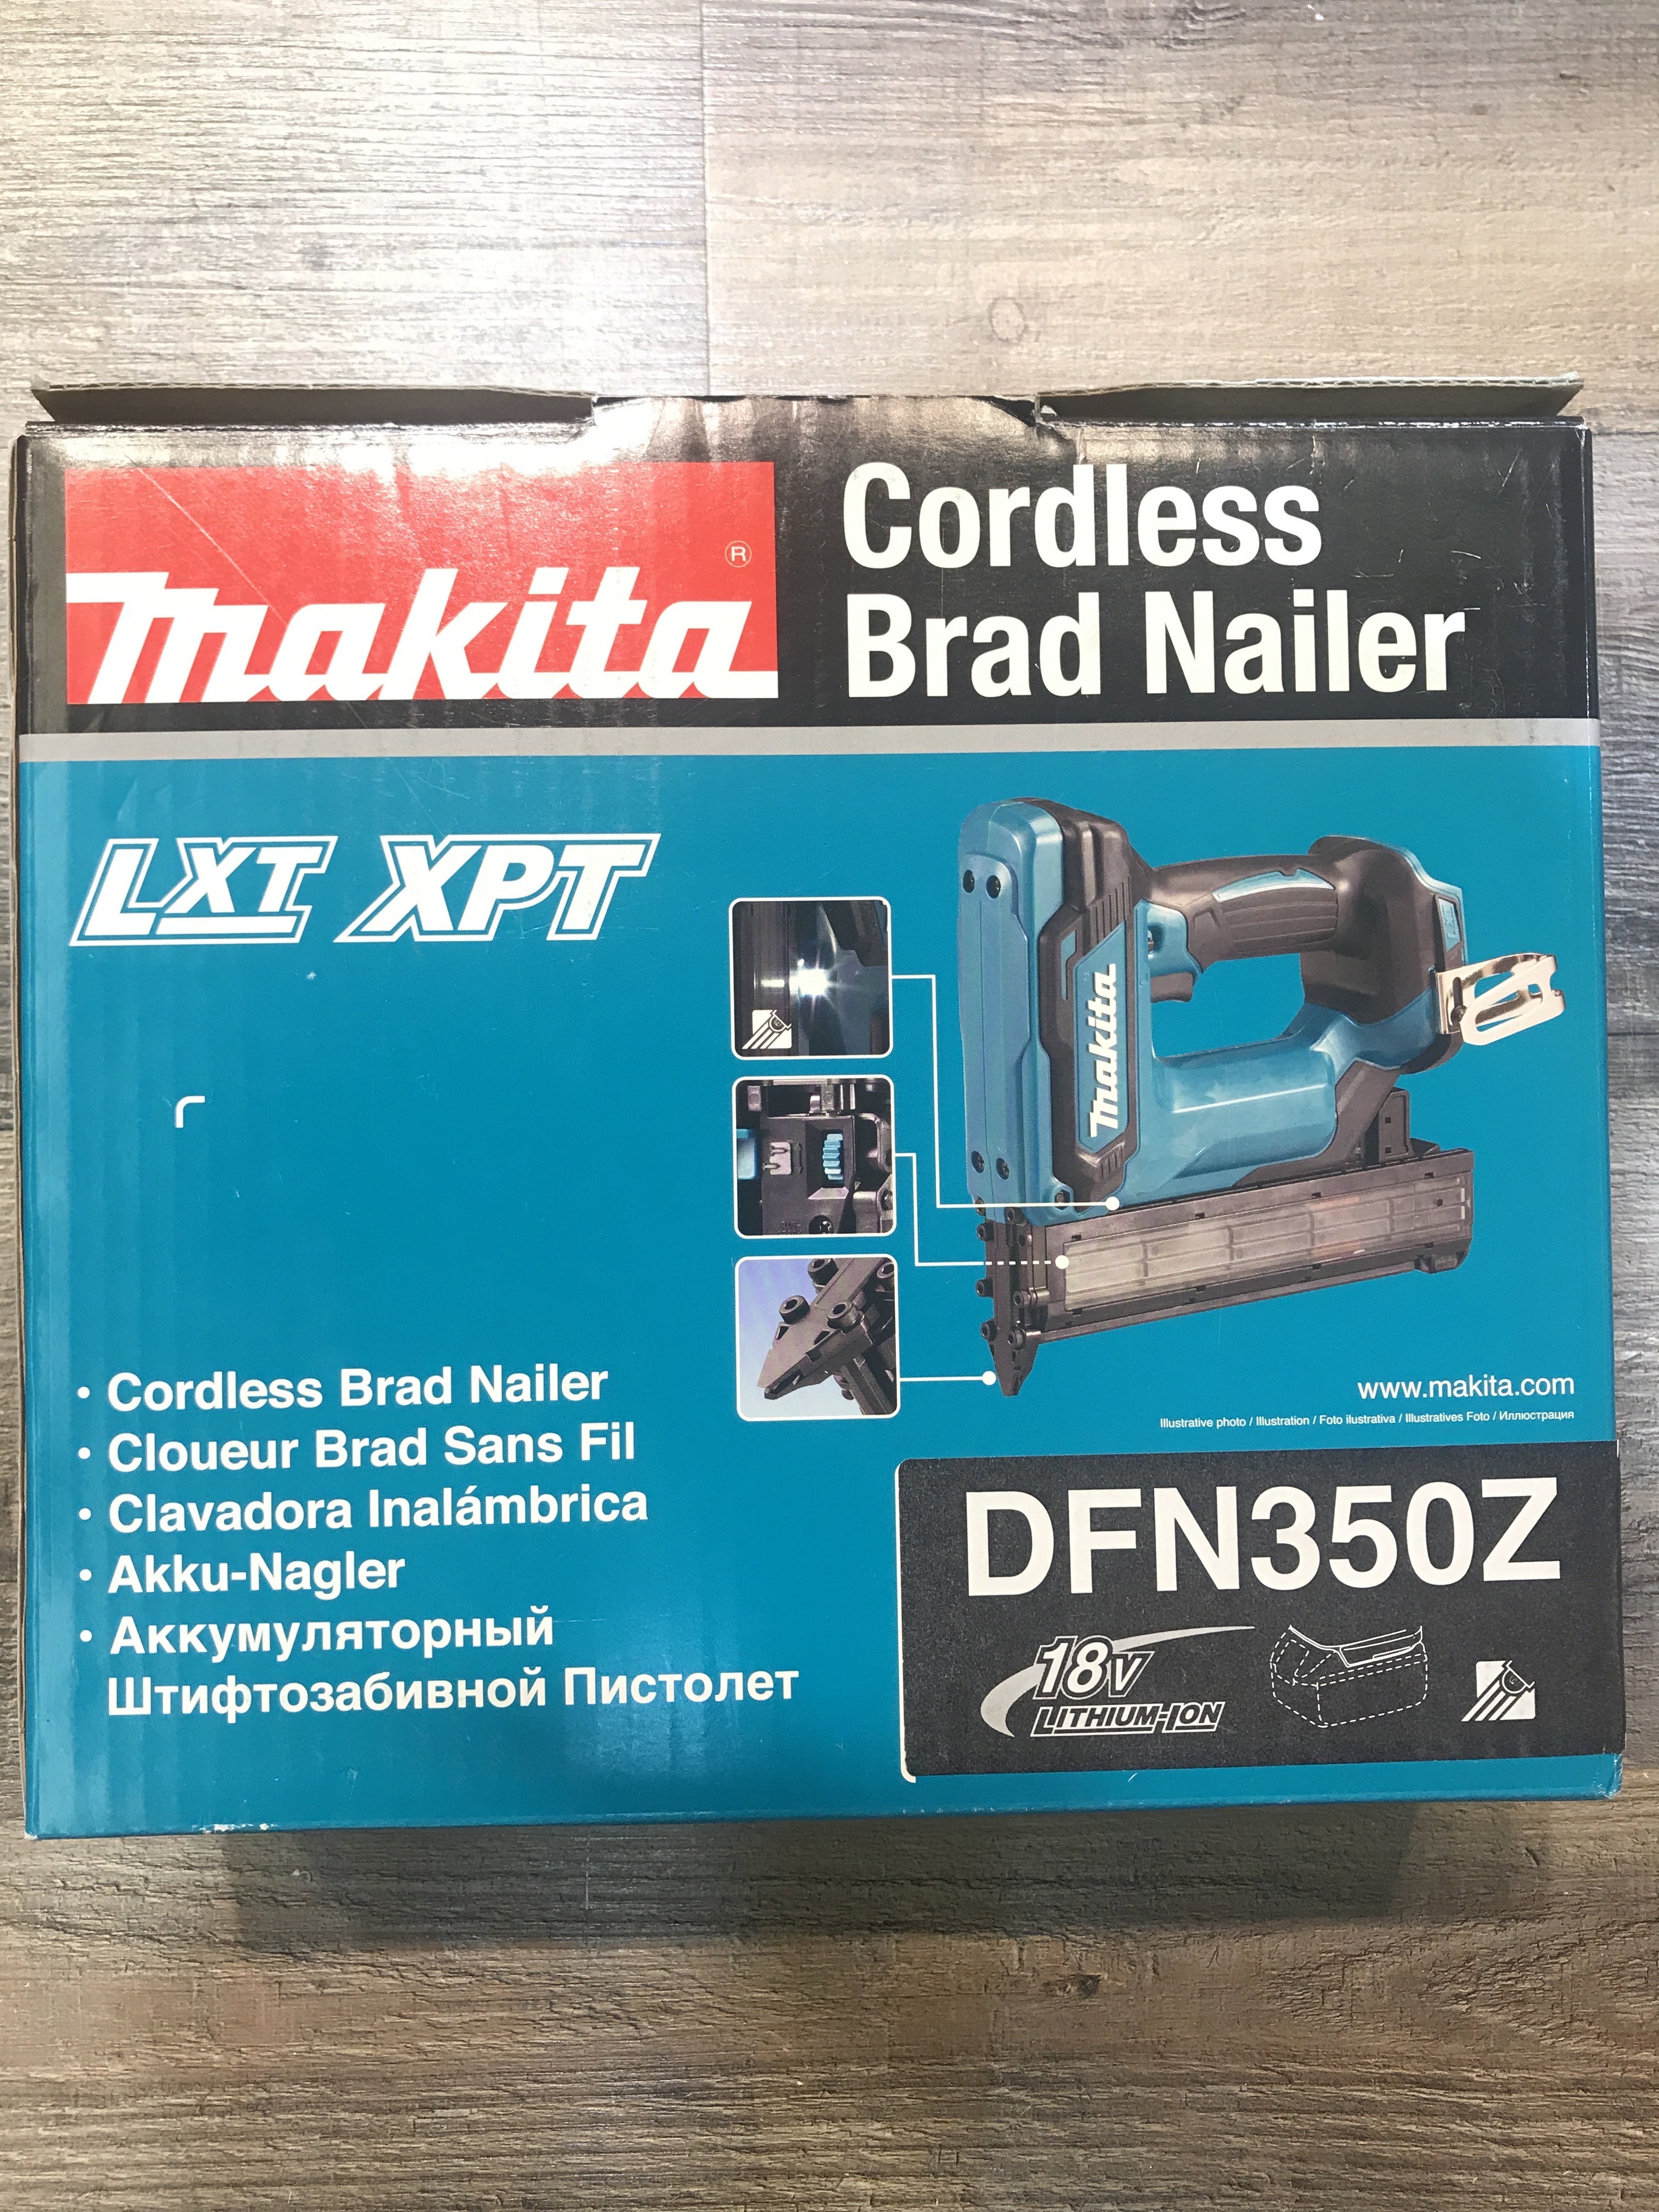 makita®
Cordless
Brad Nailer
LXT XPT
makita
www.makita.com
Illustrative photo / Illustration / Foto ilustrativa / Illustratives Foto / Иллюстрация
• Cordless Brad Nailer
• Cloueur Brad Sans Fil
• Clavadora Inalámbrica
• Akku-Nagler
• Аккумуляторный
Штифтозабивной Пистолет
DFN350Z
18V
LITHIUM-ION